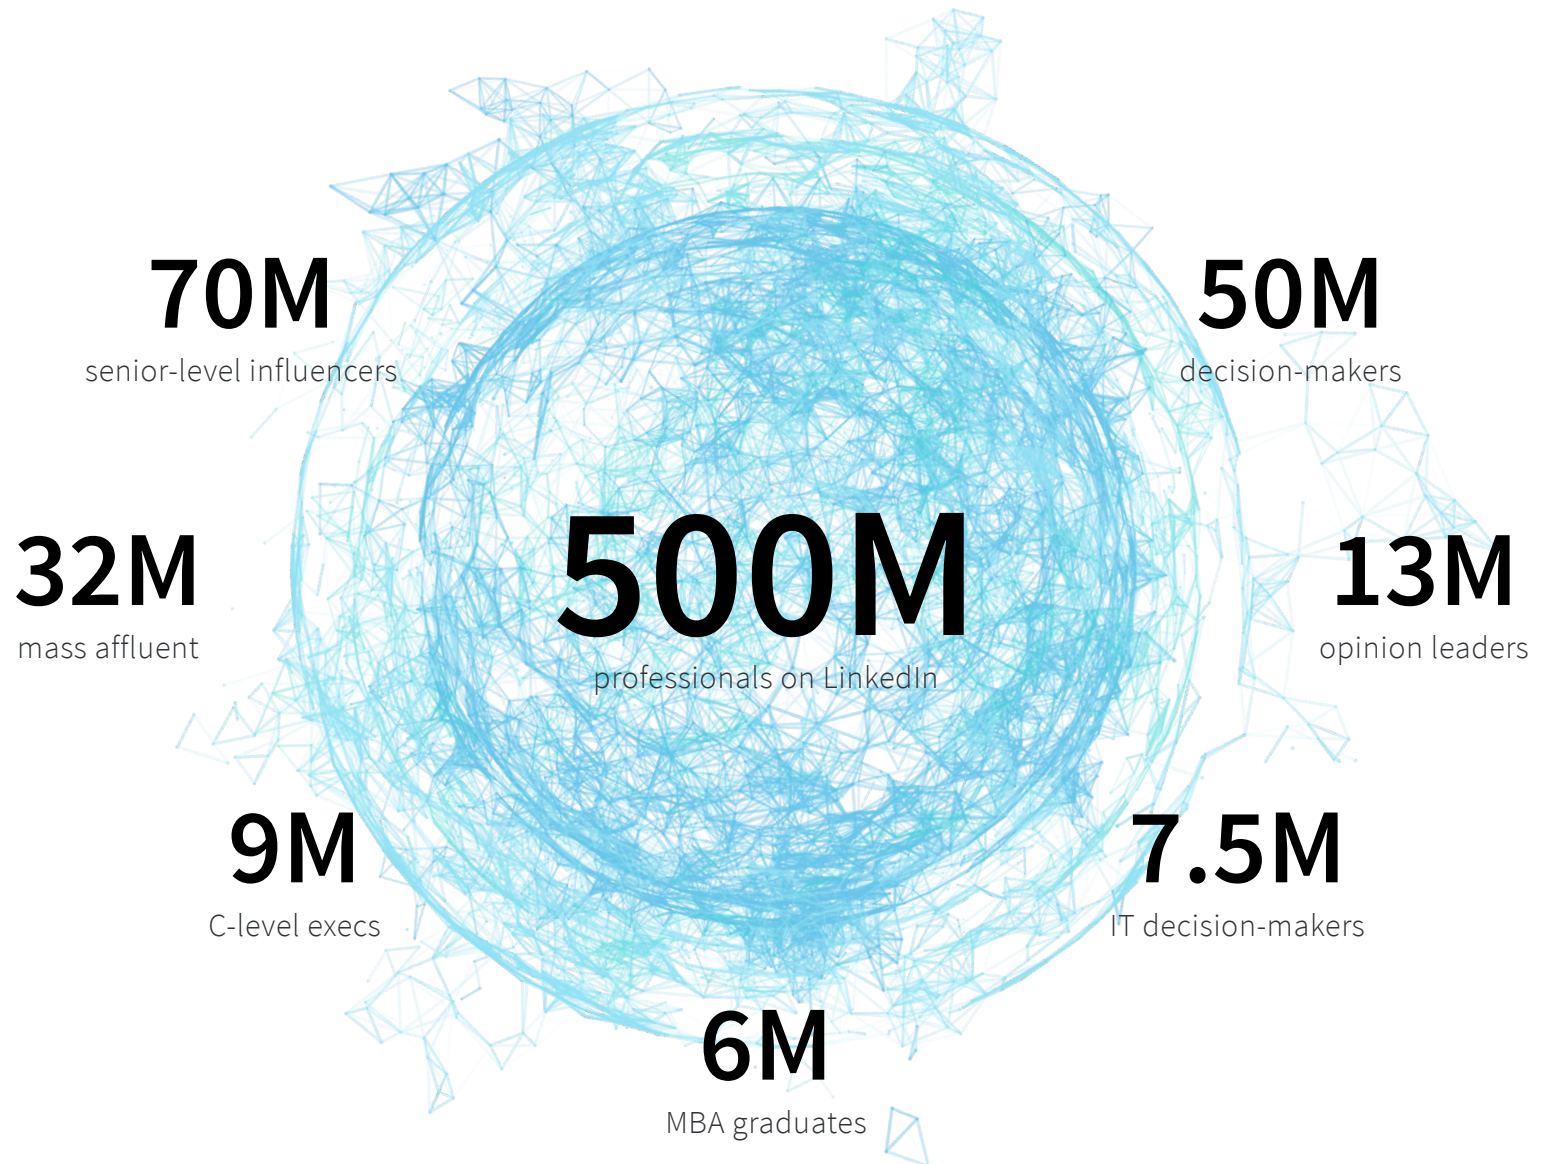 70M
senior-level influencers
50M
decision-makers
32M
mass affluent
500M
professionals on LinkedIn
13M
opinion leaders
9M
C-level execs
7.5M
IT decision-makers
6M
MBA graduates